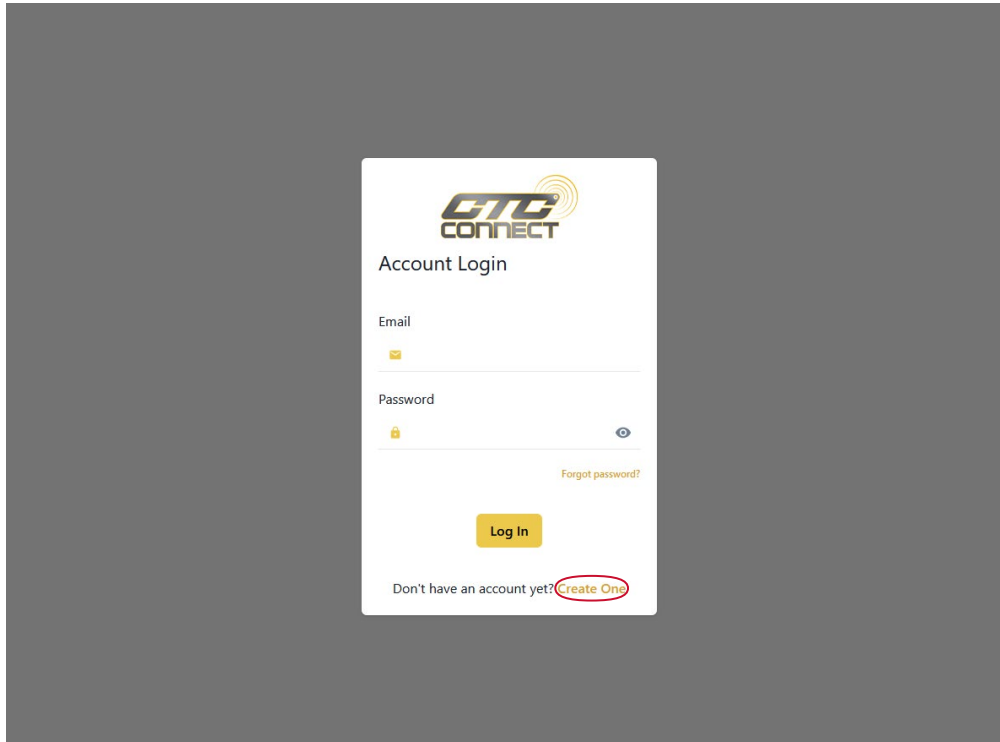 CTC
CONNECT
Account Login
Email
Password
Forgot password?
Log In
Don't have an account yet? Create One